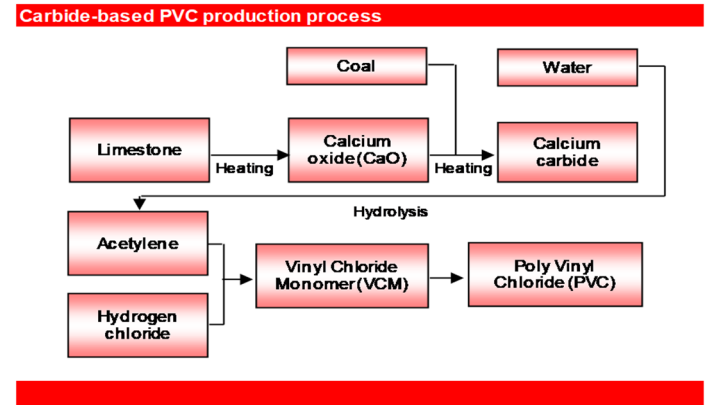 Carbide-based PVC production process
Coal
Water
Limestone
Heating
Calcium
oxide(CaO)
Heating
Calcium
carbide
Hydrolysis
Acetylene
Hydrogen
chloride
Vinyl Chloride
Monomer(VCM)
Poly Vinyl
Chloride(PVC)